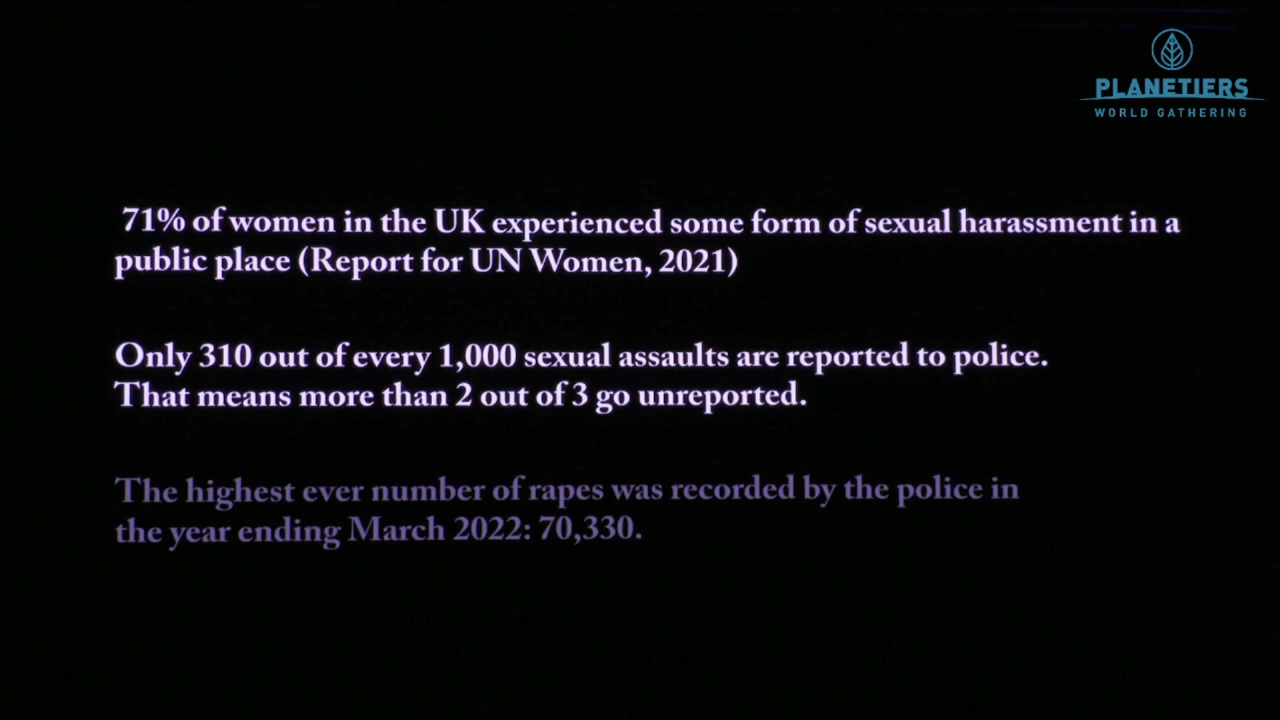 PLANETIERS
WORLD GATHERING
71% of women in the UK experienced some form of sexual harassment in a
public place (Report for UN Women, 2021)
Only 310 out of every 1,000 sexual assaults are reported to police.
That means more than 2 out of 3 go unreported.
The highest ever number of rapes was recorded by the police in
the year ending March 2022: 70,330.